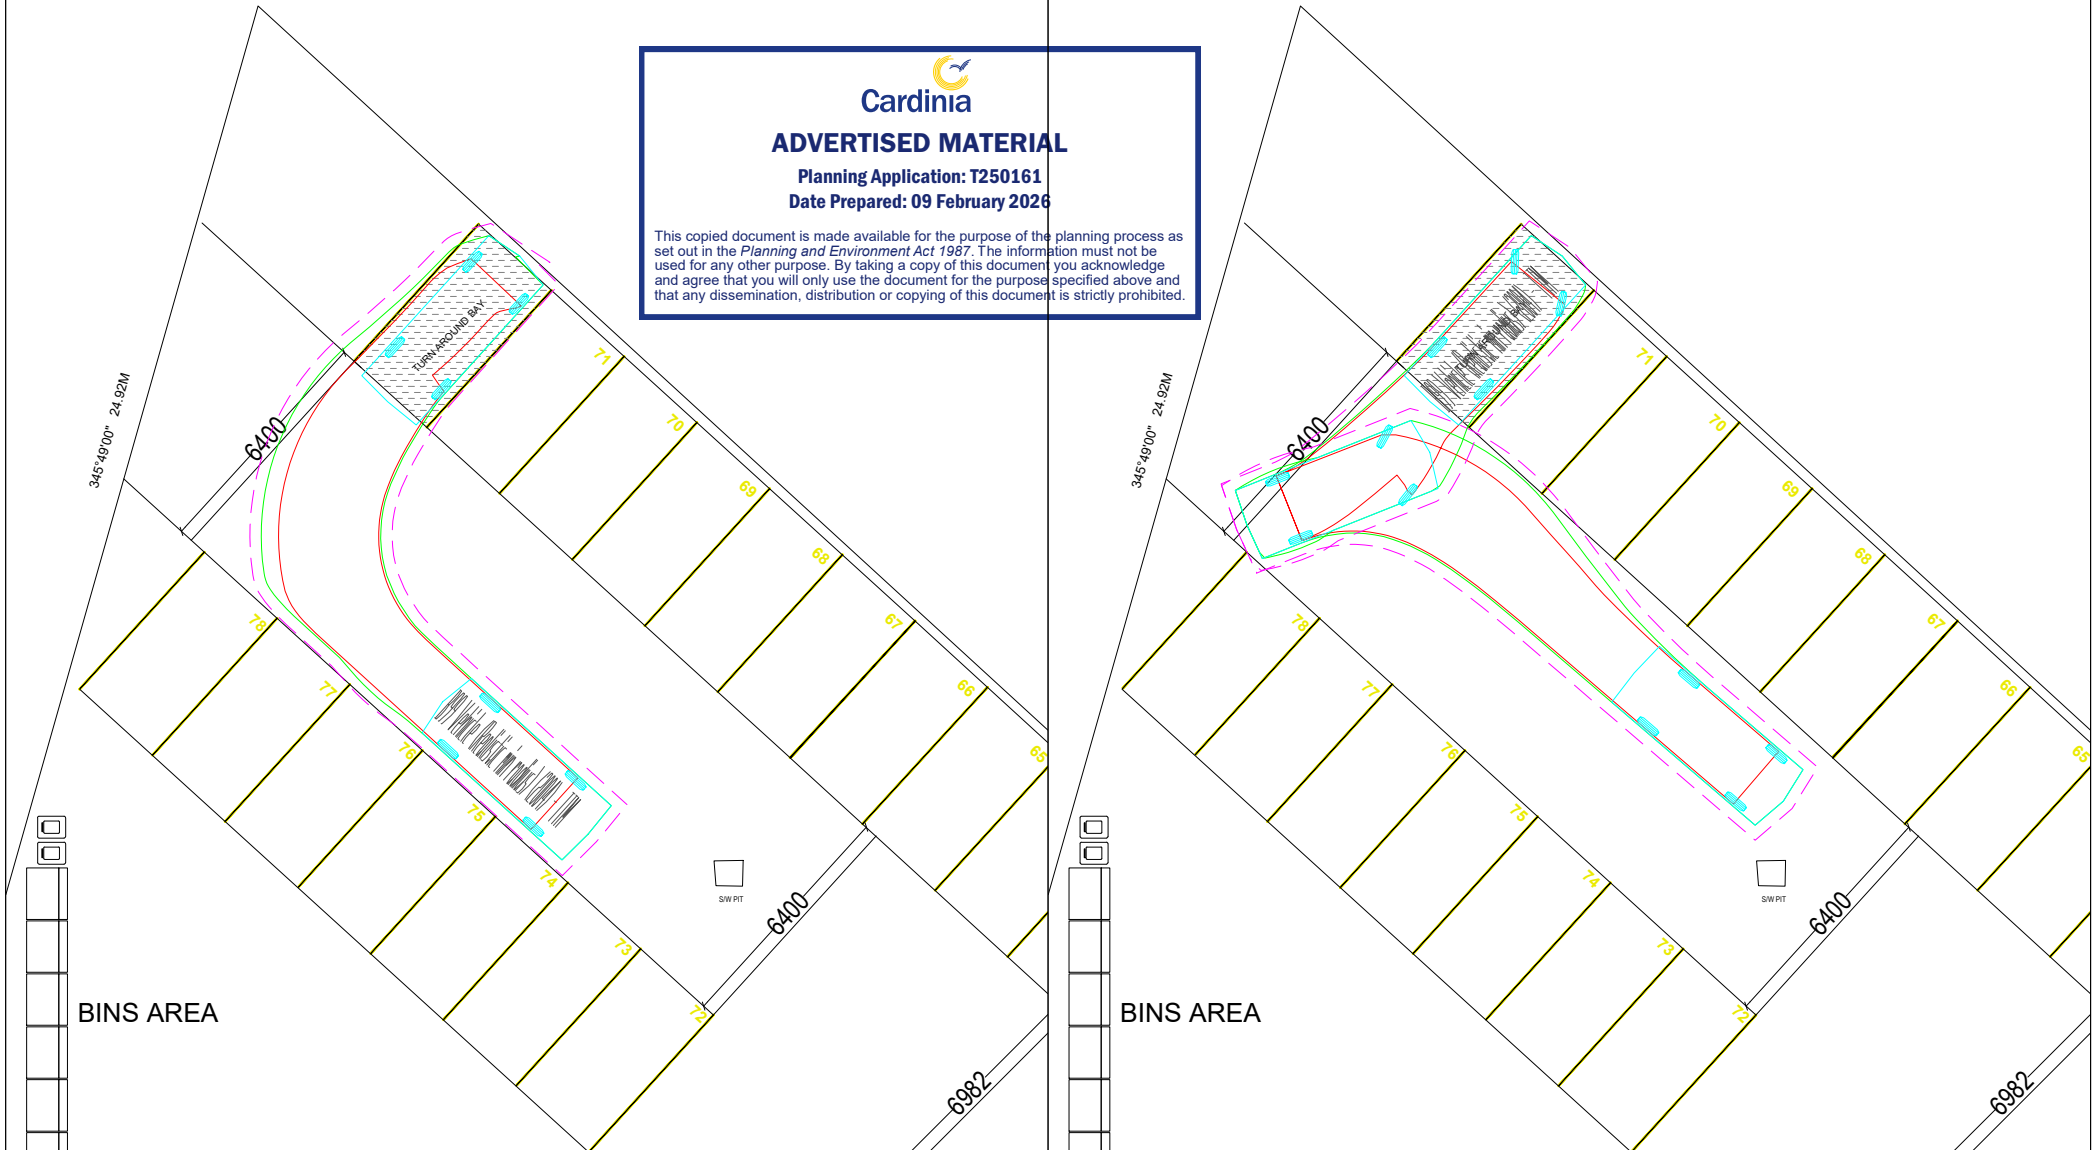 Cardinia
ADVERTISED MATERIAL
Planning Application: T250161
Date Prepared: 09 February 2026
This copied document is made available for the purpose of the planning process as
set out in the Planning and Environment Act 1987. The information must not be
used for any other purpose. By taking a copy of this document you acknowledge
and agree that you will only use the document for the purpose specified above and
that any dissemination, distribution or copying of this document is strictly prohibited.
TURN AROUND BAY
345°49'00" 24.92M
6400
71
70
69
68
67
66
65
78
77
76
75
74
73
72
S/W PIT
6400
BINS AREA
6982
TURN AROUND BAY
345°49'00" 24.92M
6400
71
70
69
68
67
66
65
78
77
76
75
74
73
72
S/W PIT
6400
BINS AREA
6982